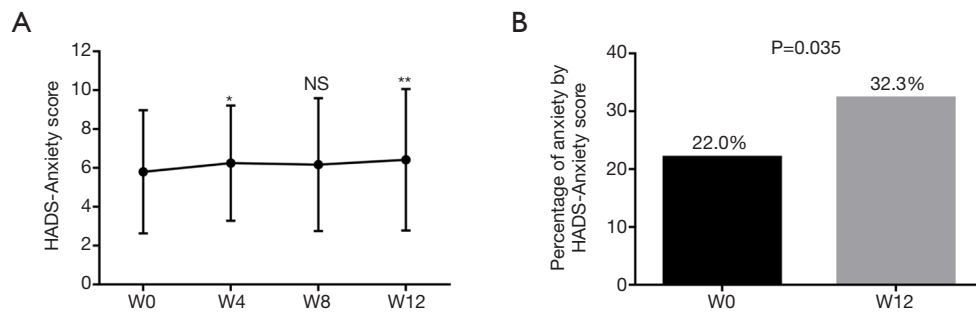 A
HADS-Anxiety score
12
10
8
6
4
2
0
*
NS
**
W0 W4 W8 W12
B
Percentage of anxiety by
HADS-Anxiety score
40
30
20
10
0
P=0.035
22.0%
32.3%
W0 W12